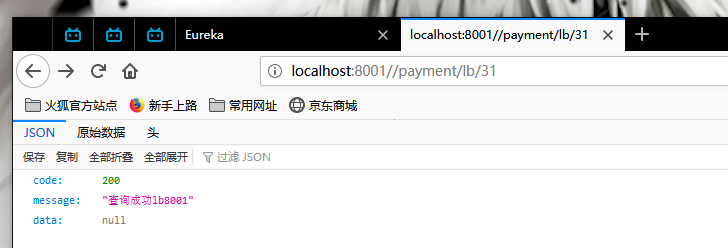 Eureka
localhost:8001//payment/lb/31
localhost:8001//payment/lb/31
火狐官方站点 新手上路 常用网址 京东商城
JSON 原始数据 头
保存 复制 全部折叠 全部展开 过滤 JSON
code: 200
message: "查询成功lb8001"
data: null